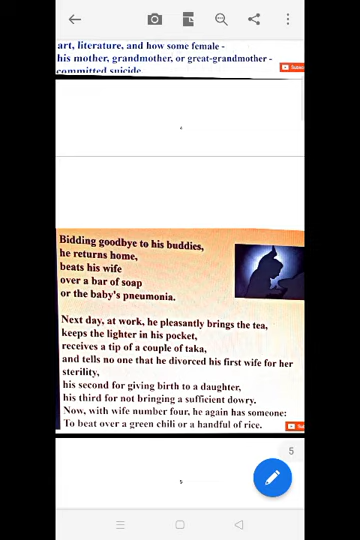 art, literature, and how some female -
his mother, grandmother, or great-grandmother -
committed suicide.
Bidding goodbye to his buddies,
he returns home,
beats his wife
over a bar of soap
or the baby's pneumonia.
Next day, at work, he pleasantly brings the tea,
keeps the lighter in his pocket,
receives a tip of a couple of taka,
and tells no one that he divorced his first wife for her
sterility,
his second for giving birth to a daughter,
his third for not bringing a sufficient dowry.
Now, with wife number four, he again has someone:
To beat over a green chili or a handful of rice.
5
5